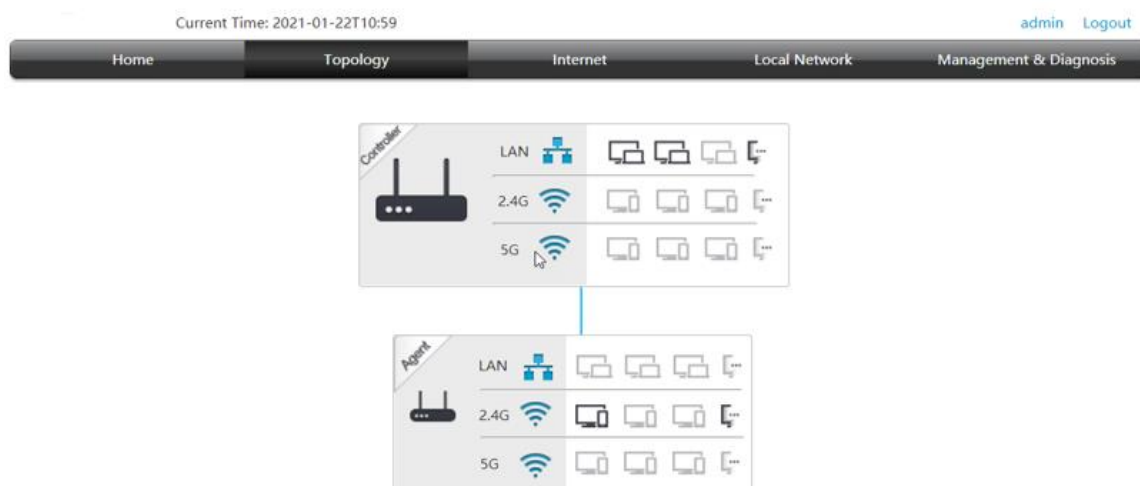 Current Time: 2021-01-22T10:59
admin Logout
Home Topology Internet Local Network Management & Diagnosis
Controller
LAN
2.4G
5G
Agent
LAN
2.4G
5G